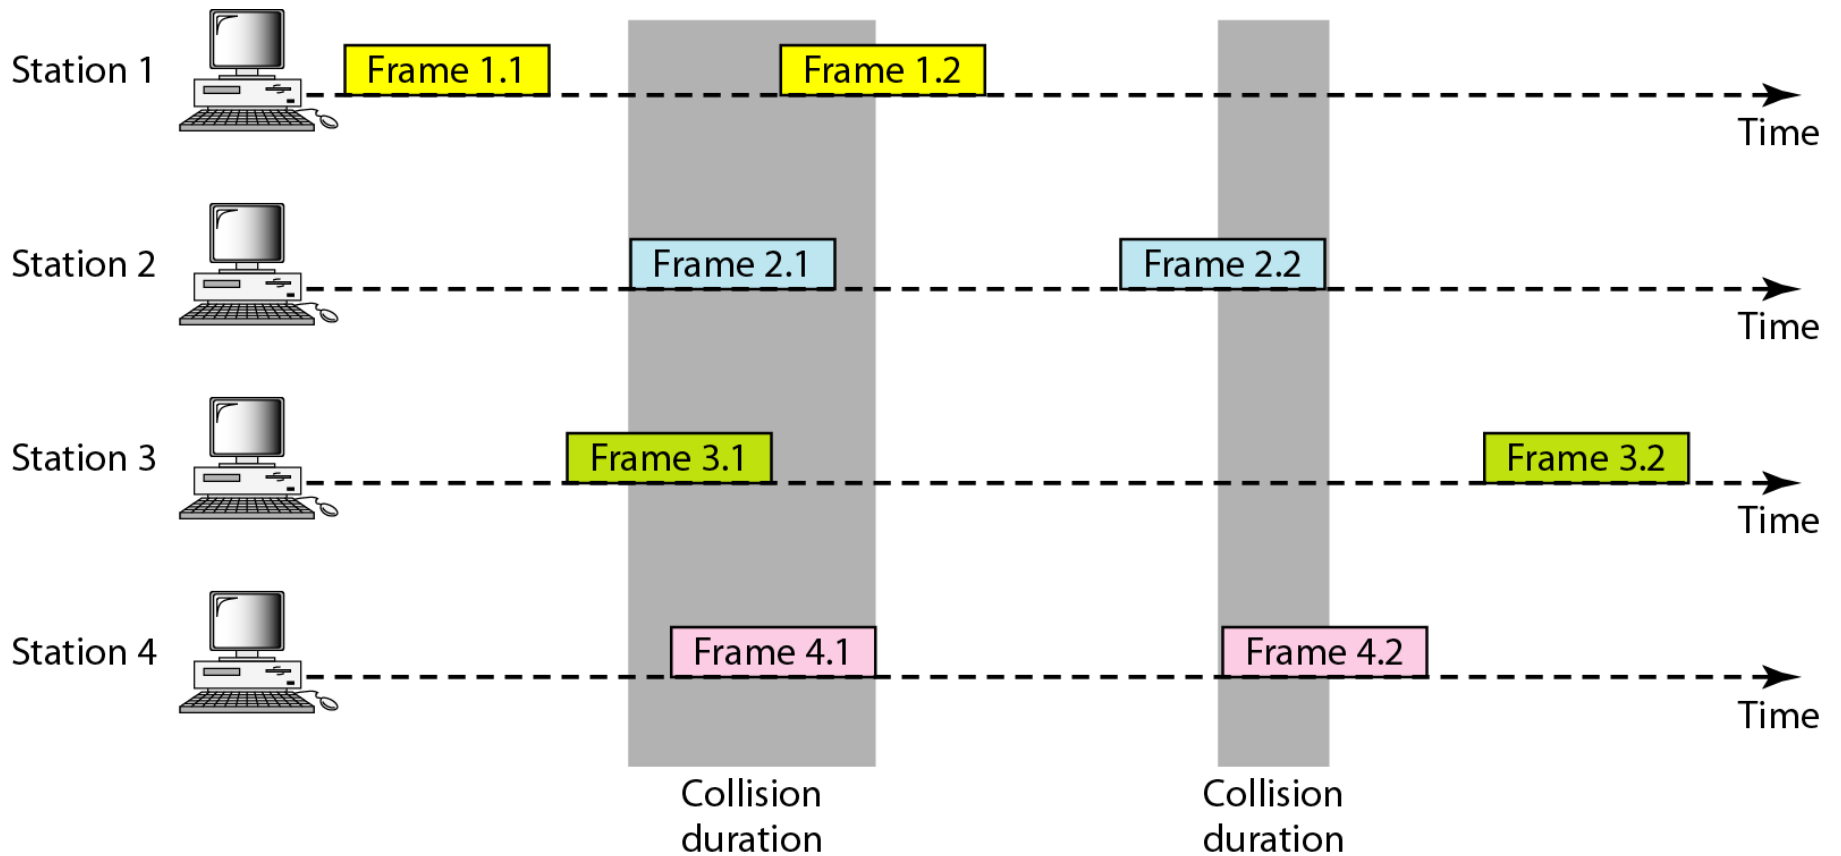 Station 1
Frame 1.1
Frame 1.2
Time
Station 2
Frame 2.1
Frame 2.2
Time
Station 3
Frame 3.1
Frame 3.2
Time
Station 4
Frame 4.1
Frame 4.2
Time
Collision
duration
Collision
duration